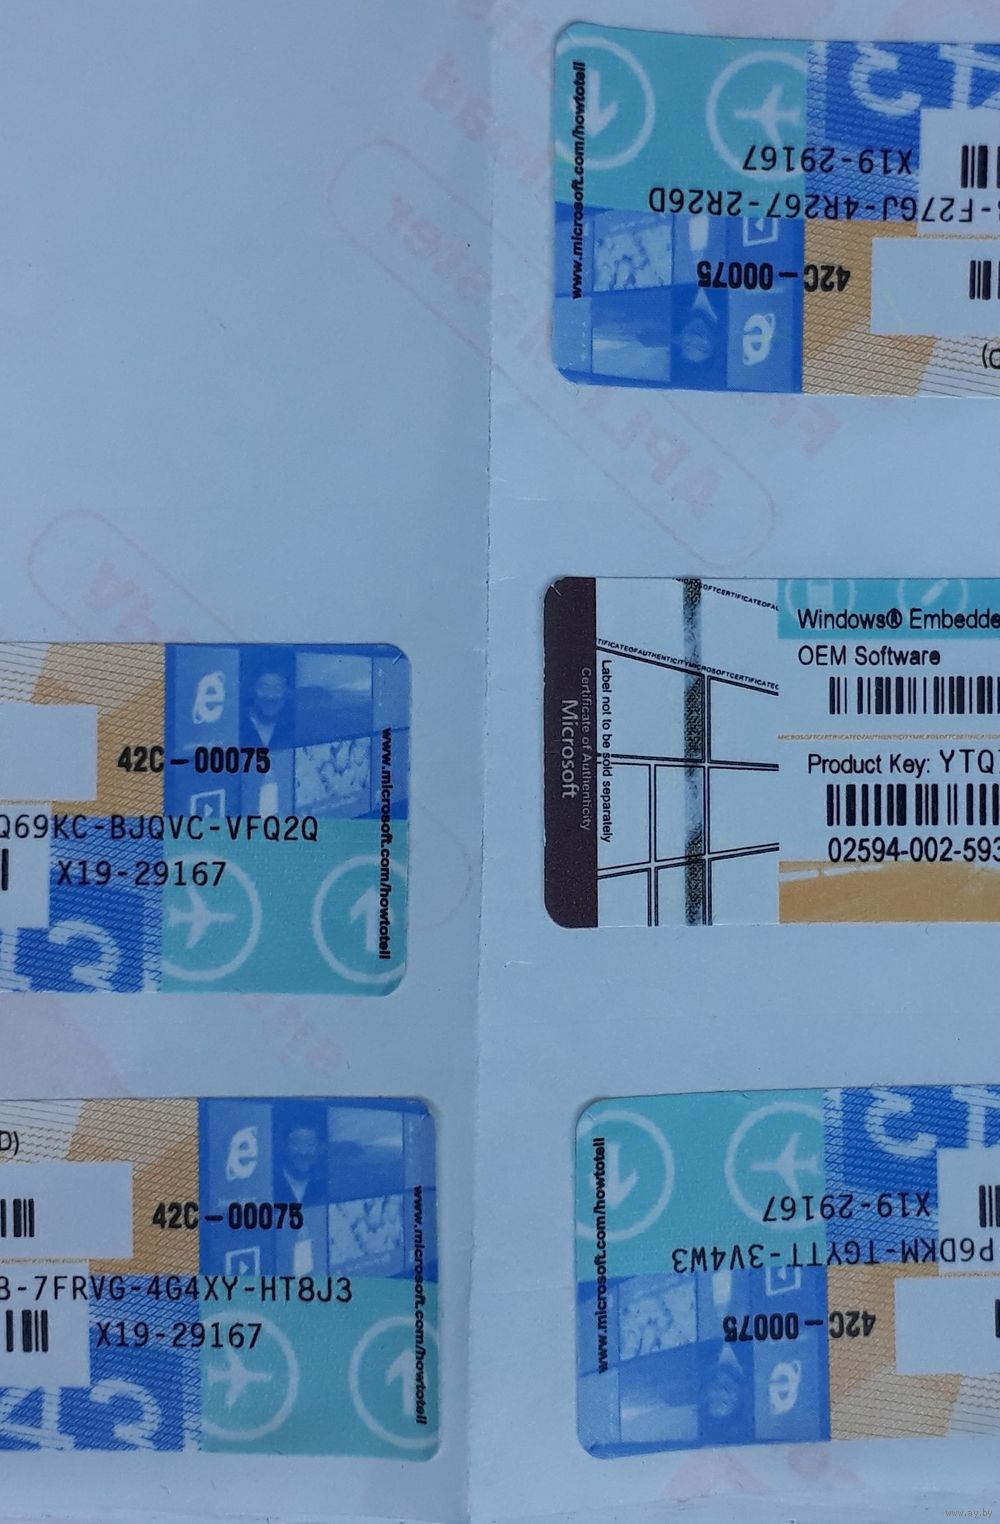 www.microsoft.com/howtotell
X19-29167
-F27GJ-4R267-2R26D
42C-00075
Microsoft
Certificate of Authenticity
Label not to be sold separately
Windows® Embedde
OEM Software
Product Key: YTQ
02594-002-593
42C-00075
Q69KC-BJQVC-VFQ2Q
X19-29167
www.microsoft.com/howtotell
D)
42C-00075
-7FRVG-4G4XY-HT8J3
X19-29167
www.microsoft.com/howtotell
www.microsoft.com/howtotell
X19-29167
P6DKM-TGYTT-3V4W3
42C-00075
www.ay.by